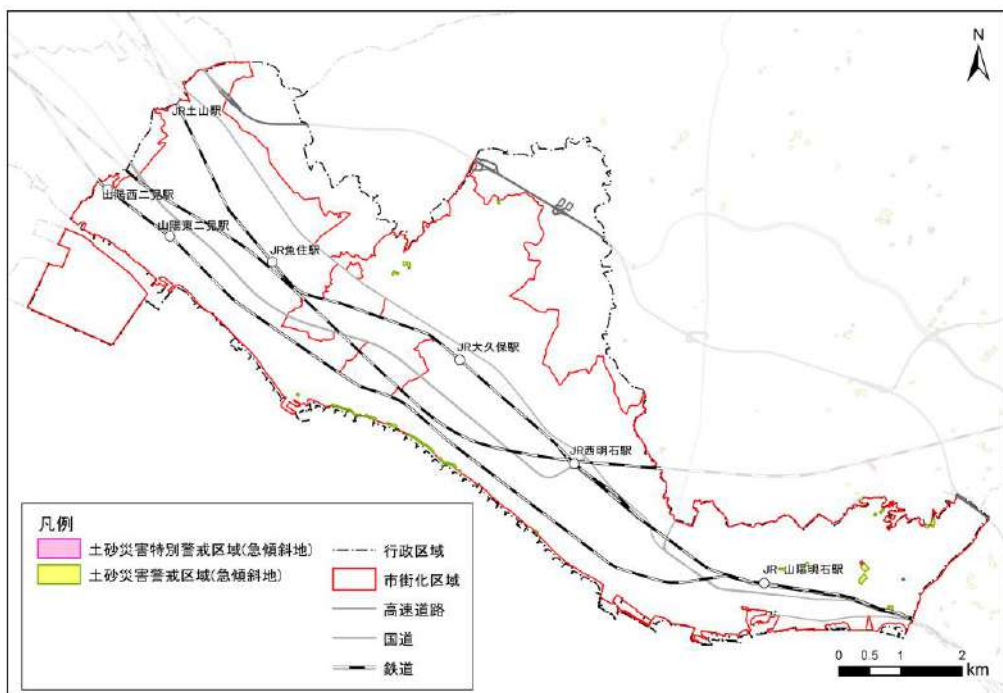 N
JR土山駅
山陽西二見駅
山陽東二見駅
JR魚住駅
JR大久保駅
JR西明石駅
JR・山陽明石駅
凡例
土砂災害特別警戒区域(急傾斜地)
土砂災害警戒区域(急傾斜地)
行政区域
市街化区域
高速道路
国道
鉄道
0 0.5 1 2
km